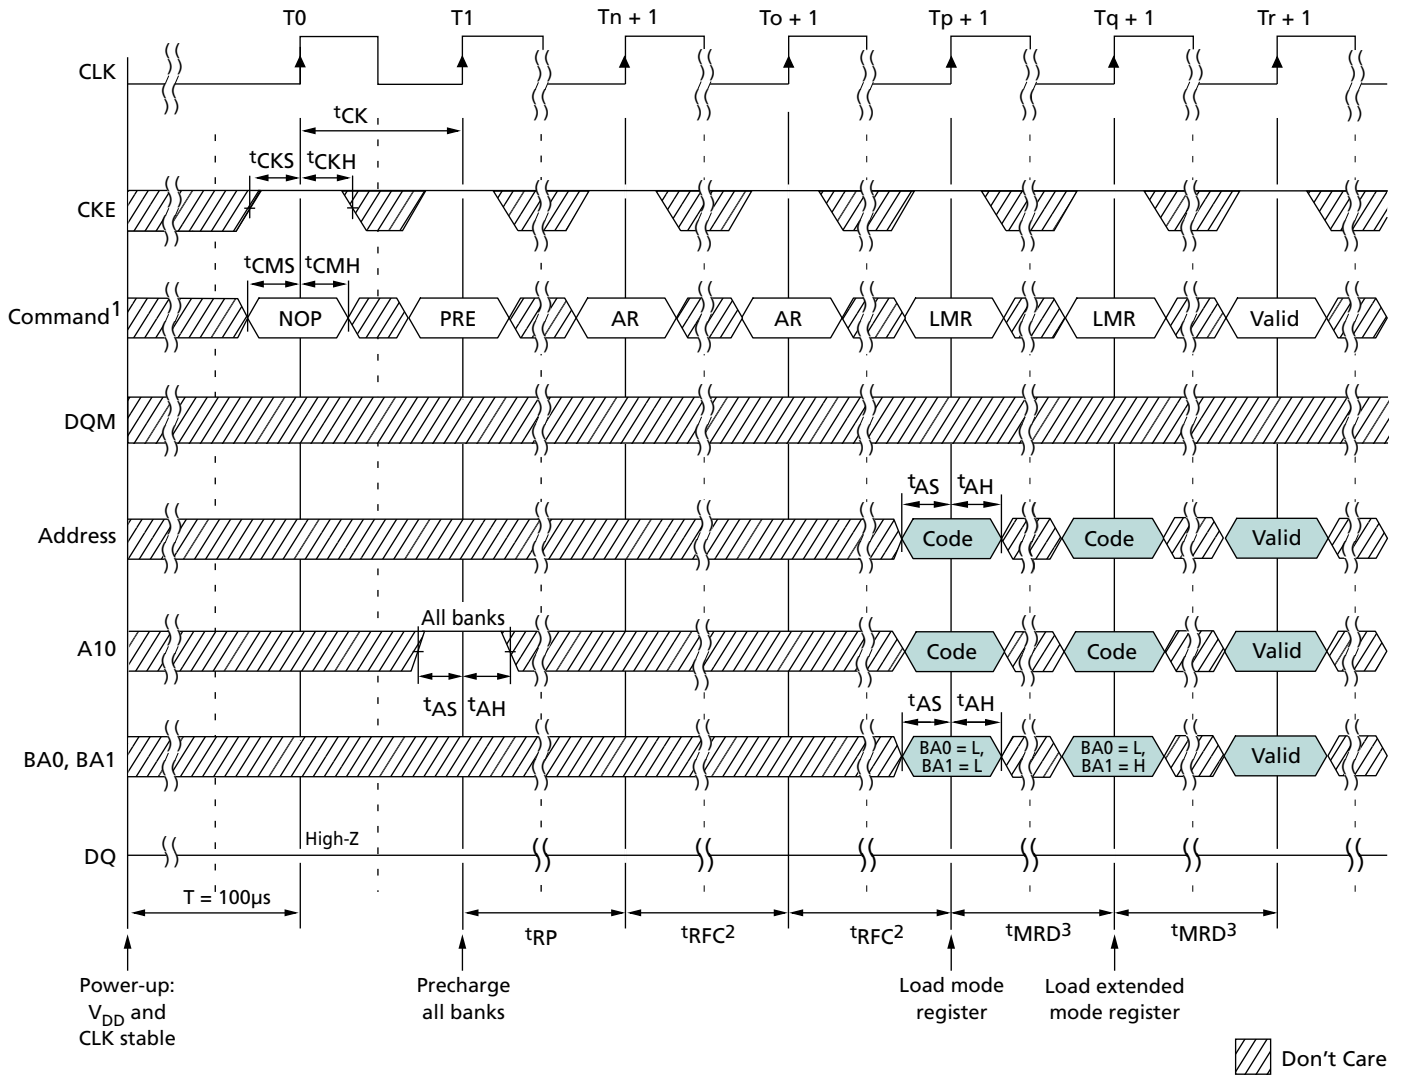 T0 T1 Tn + 1 To + 1 Tp + 1 Tq + 1 Tr + 1
CLK
tCK
tCKS tCKH
CKE
tCMS tCMH
Command1 NOP PRE AR AR LMR LMR Valid
DQM
tAS tAH
Address Code Code Valid
All banks
A10 Code Code Valid
tAS tAH
tAS tAH
BA0, BA1 BA0 = L, BA1 = L BA0 = L, BA1 = H Valid
High-Z
DQ
T = 100µs
tRP tRFC2 tRFC2 tMRD3 tMRD3
Power-up:
VDD and
CLK stable
Precharge
all banks
Load mode
register
Load extended
mode register
Don't Care